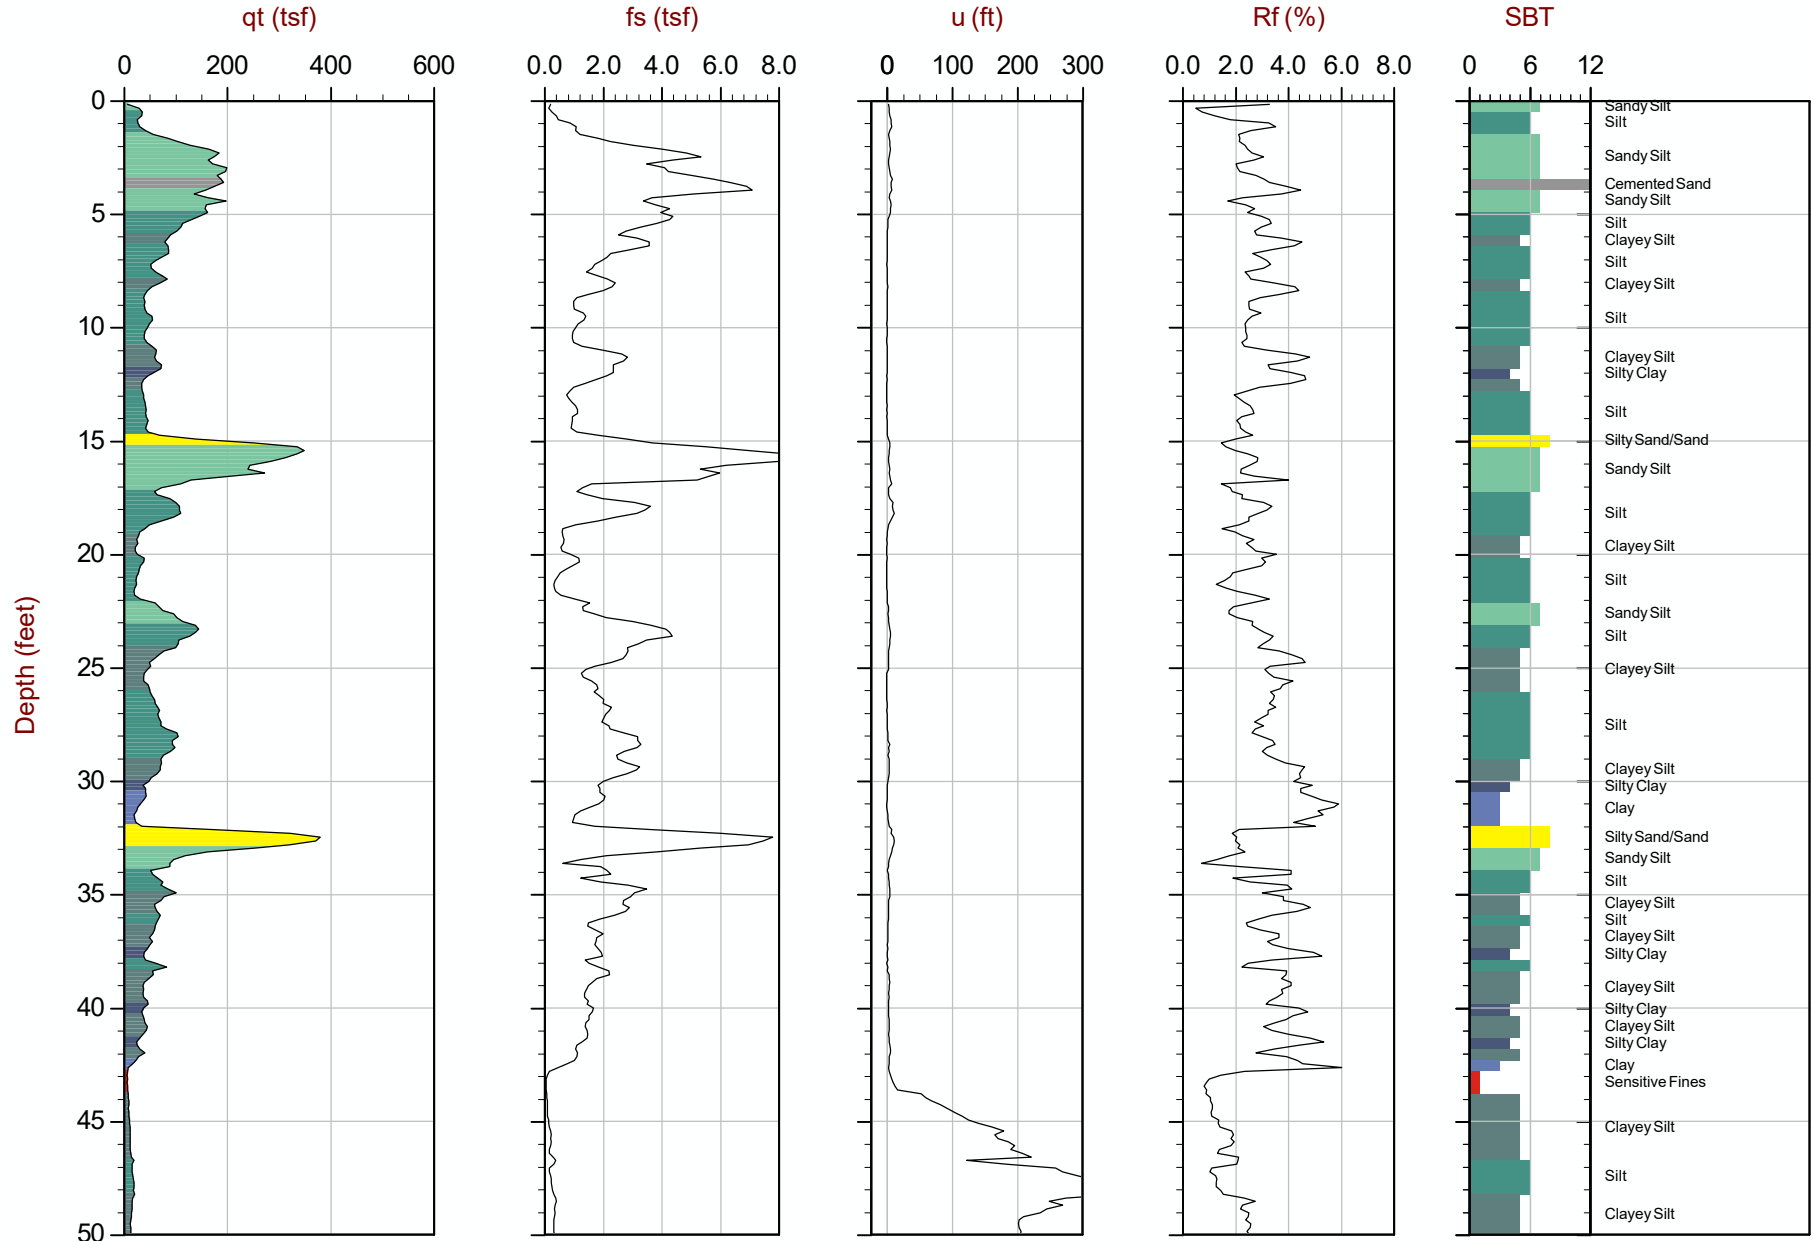 qt (tsf) fs (tsf) u (ft) Rf (%) SBT
0 200 400 600 0.0 2.0 4.0 6.0 8.0 0 100 200 300 0.0 2.0 4.0 6.0 8.0 0 6 12
0
Sandy Silt
Silt
Sandy Silt
Cemented Sand
Sandy Silt
5
Silt
Clayey Silt
Silt
Clayey Silt
Silt
10
Clayey Silt
Silty Clay
Silt
15
Silty Sand/Sand
Sandy Silt
Silt
Clayey Silt
20
Silt
Sandy Silt
Silt
25
Clayey Silt
Depth (feet)
Silt
Clayey Silt
30
Silty Clay
Clay
Silty Sand/Sand
Sandy Silt
Silt
35
Clayey Silt
Silt
Clayey Silt
Silty Clay
Clayey Silt
40
Silty Clay
Clayey Silt
Silty Clay
Clay
Sensitive Fines
45
Clayey Silt
Silt
Clayey Silt
50